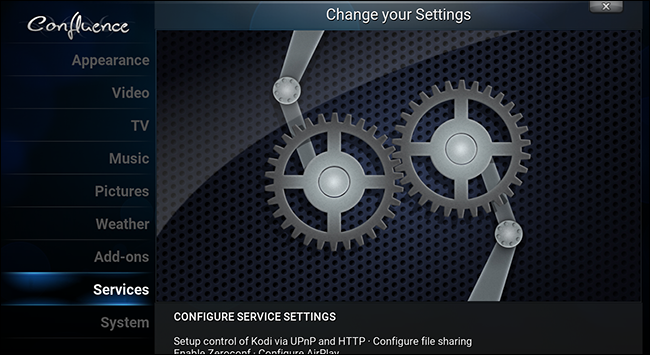 Confluence
Change your Settings
Appearance
Video
TV
Music
Pictures
Weather
Add-ons
Services
System
CONFIGURE SERVICE SETTINGS
Setup control of Kodi via UPnP and HTTP · Configure file sharing
Enable Zeroconf · Configure AirPlay